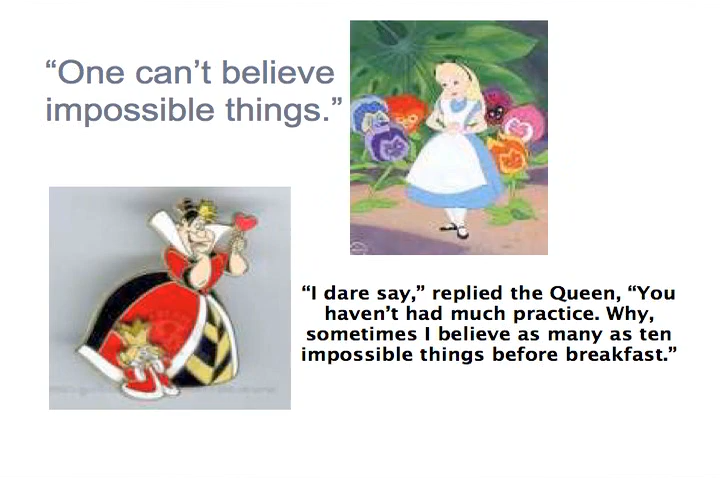 “One can’t believe
impossible things.”
“I dare say,” replied the Queen, “You
haven’t had much practice. Why,
sometimes I believe as many as ten
impossible things before breakfast.”